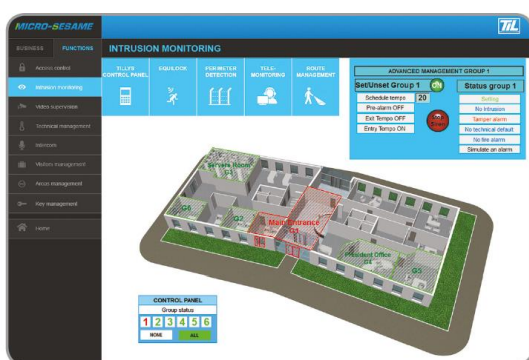 MICRO-SESAME
TiL
BUSINESS
FUNCTIONS
INTRUSION MONITORING
Access control
Intrusion monitoring
Video supervision
Technical management
Intercom
Visitors management
Areas management
Key management
Home
TILLYS CONTROL PANEL
EQUILOCK
PERIMETER DETECTION
TELE-MONITORING
ROUTE MANAGEMENT
ADVANCED MANAGEMENT GROUP 1
Set/Unset Group 1
ON
Status group 1
Schedule temps
20
Pre-alarm OFF
Exit Tempo OFF
Entry Tempo ON
Setting
No intrusion
Tamper alarm
No technical default
No fire alarm
Simulate an alarm
Servers Room
G3
G6
G2
Main Entrance
G1
President Office
G4
G5
CONTROL PANEL
Group status
1 2 3 4 5 6
NONE
ALL